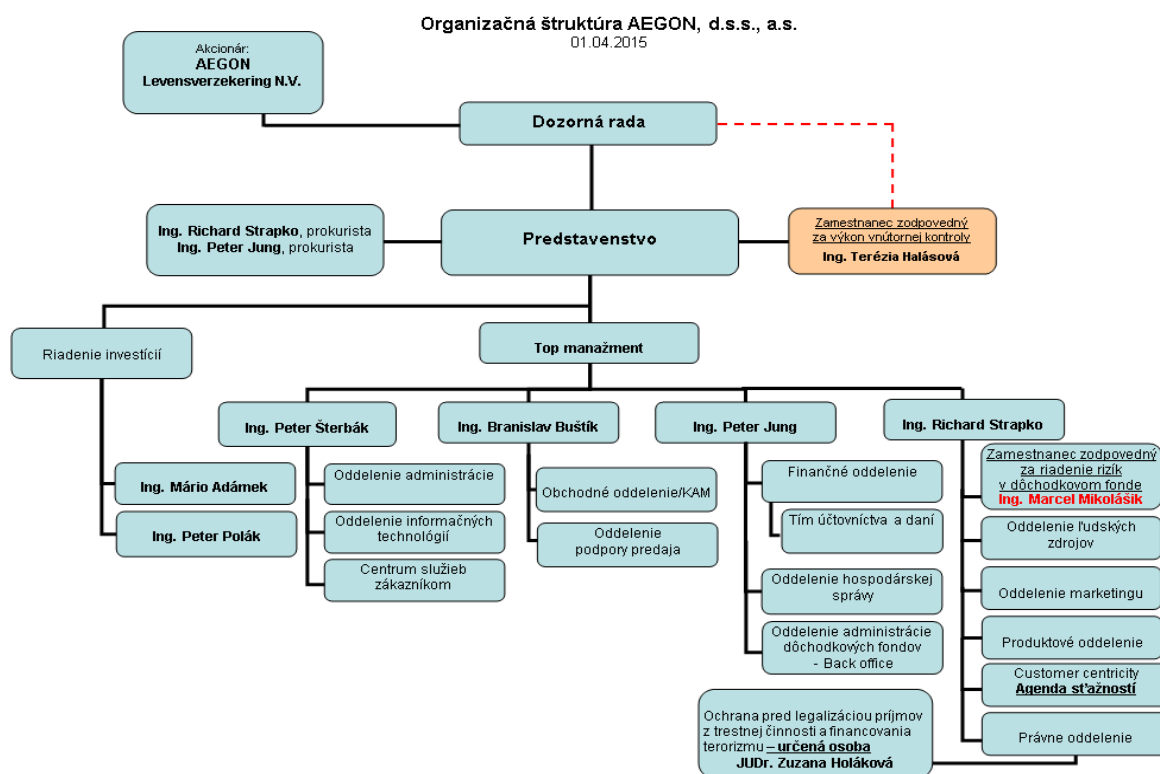 Organizačná štruktúra AEGON, d.s.s., a.s.
01.04.2015
Akcionár:
AEGON
Levensverzekering N.V.
Dozorná rada
Ing. Richard Strapko, prokurista
Ing. Peter Jung, prokurista
Predstavenstvo
Zamestnanec zodpovedný
za výkon vnútornej kontroly
Ing. Terézia Halásová
Riadenie investícií
Top manažment
Ing. Peter Šterbák
Ing. Branislav Buštík
Ing. Peter Jung
Ing. Richard Strapko
Ing. Mário Adámek
Ing. Peter Polák
Oddelenie administrácie
Oddelenie informačných
technológií
Centrum služieb
zákazníkom
Obchodné oddelenie/KAM
Oddelenie
podpory predaja
Finančné oddelenie
Tím účtovníctva a daní
Oddelenie hospodárskej
správy
Oddelenie administrácie
dôchodkových fondov
- Back office
Zamestnanec zodpovedný
za riadenie rizík
v dôchodkovom fonde
Ing. Marcel Mikolášik
Oddelenie ľudských
zdrojov
Oddelenie marketingu
Produktové oddelenie
Customer centricity
Agenda sťažností
Právne oddelenie
Ochrana pred legalizáciou príjmov
z trestnej činnosti a financovania
terorizmu – určená osoba
JUDr. Zuzana Holáková